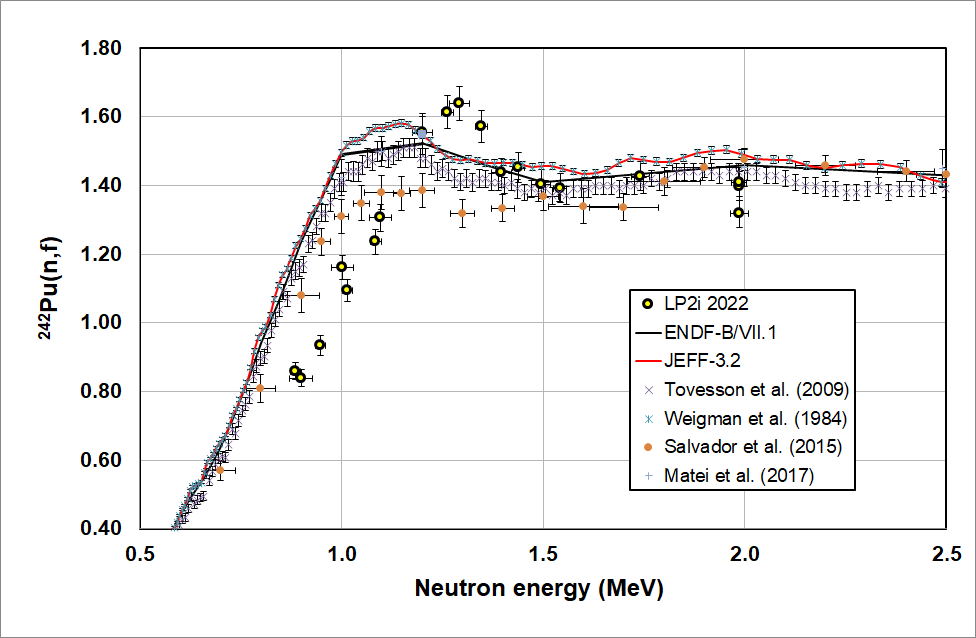 1.80
1.60
1.40
1.20
1.00
0.80
0.60
0.40
²⁴²Pu(n,f)
LP2i 2022
ENDF-B/VII.1
JEFF-3.2
Tovesson et al. (2009)
Weigman et al. (1984)
Salvador et al. (2015)
Matei et al. (2017)
0.5 1.0 1.5 2.0 2.5
Neutron energy (MeV)